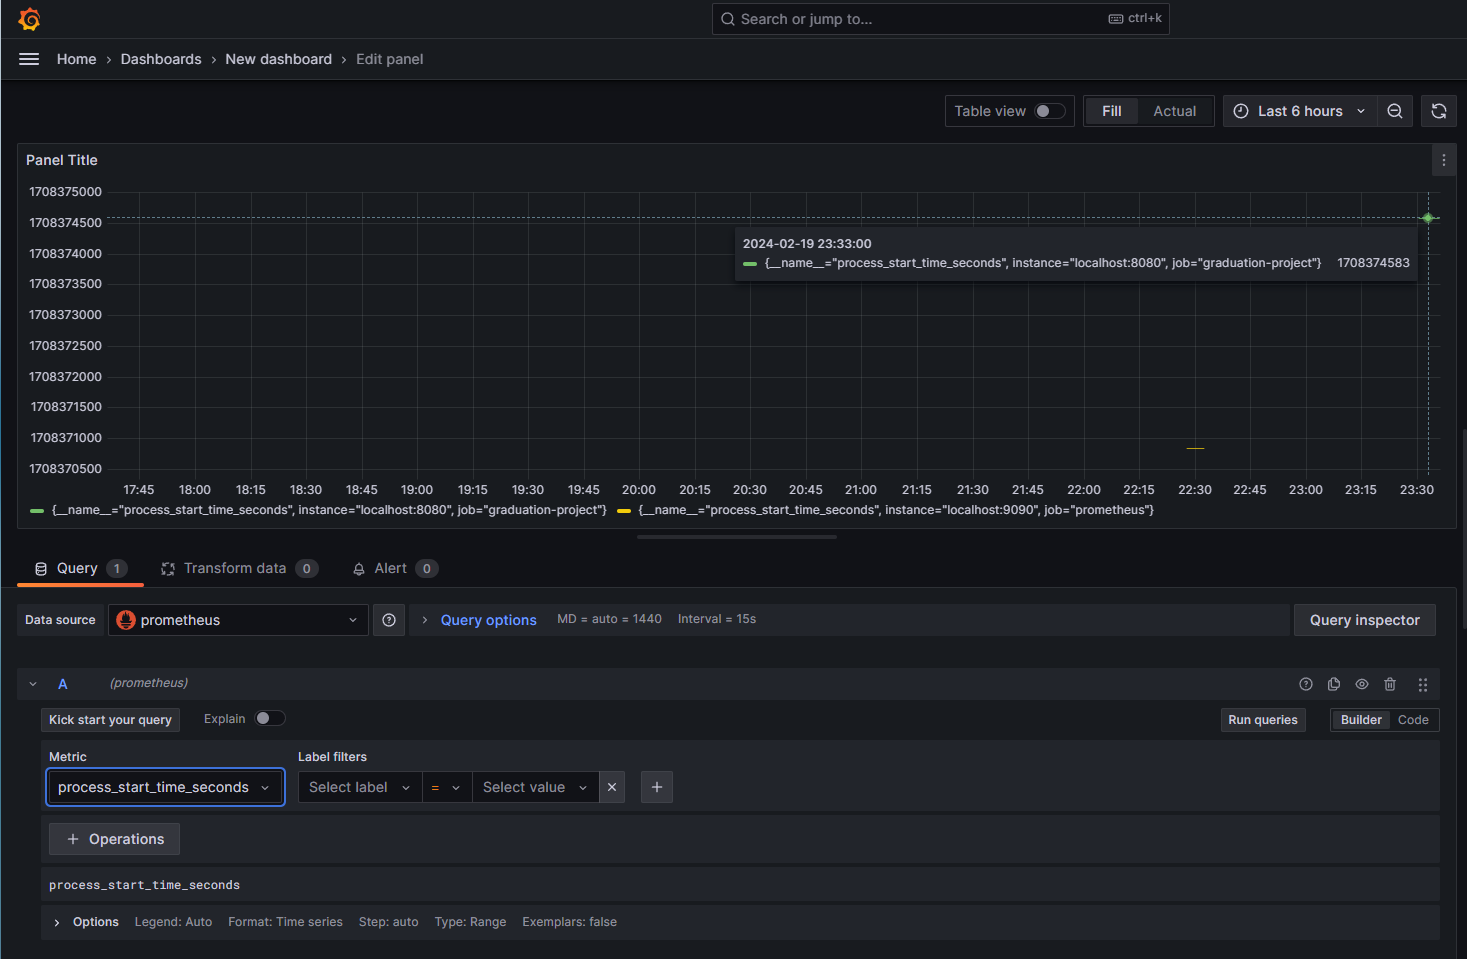 Search or jump to... ctrl+k
Home › Dashboards › New dashboard › Edit panel
Table view Fill Actual Last 6 hours
Panel Title
1708375000
1708374500
1708374000
1708373500
1708373000
1708372500
1708372000
1708371500
1708371000
1708370500
2024-02-19 23:33:00
{__name__="process_start_time_seconds", instance="localhost:8080", job="graduation-project"} 1708374583
17:45 18:00 18:15 18:30 18:45 19:00 19:15 19:30 19:45 20:00 20:15 20:30 20:45 21:00 21:15 21:30 21:45 22:00 22:15 22:30 22:45 23:00 23:15 23:30
{__name__="process_start_time_seconds", instance="localhost:8080", job="graduation-project"} {__name__="process_start_time_seconds", instance="localhost:9090", job="prometheus"}
Query 1 Transform data 0 Alert 0
Data source prometheus Query options MD = auto = 1440 Interval = 15s Query inspector
A (prometheus)
Kick start your query Explain Run queries Builder Code
Metric Label filters
process_start_time_seconds Select label = Select value
+ Operations
process_start_time_seconds
Options Legend: Auto Format: Time series Step: auto Type: Range Exemplars: false